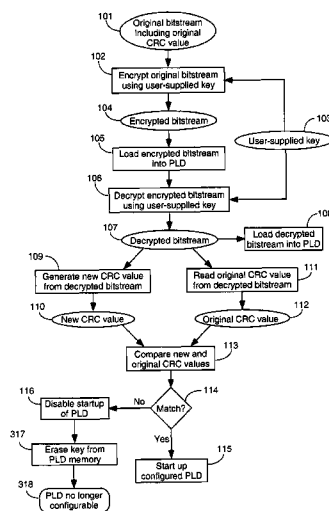 101
Original bitstream
including original
CRC value
102
Encrypt original bitstream
using user-supplied key
104
Encrypted bitstream
103
User-supplied key
105
Load encrypted bitstream
into PLD
106
Decrypt encrypted bitstream
using user-supplied key
107
Decrypted bitstream
108
Load decrypted
bitstream into PLD
109
Generate new CRC value
from decrypted bitstream
111
Read original CRC value
from decrypted bitstream
110
New CRC value
112
Original CRC value
113
Compare new and
original CRC values
114
Match?
No
Yes
116
Disable startup
of PLD
115
Start up
configured PLD
317
Erase key from
PLD memory
318
PLD no longer
configurable